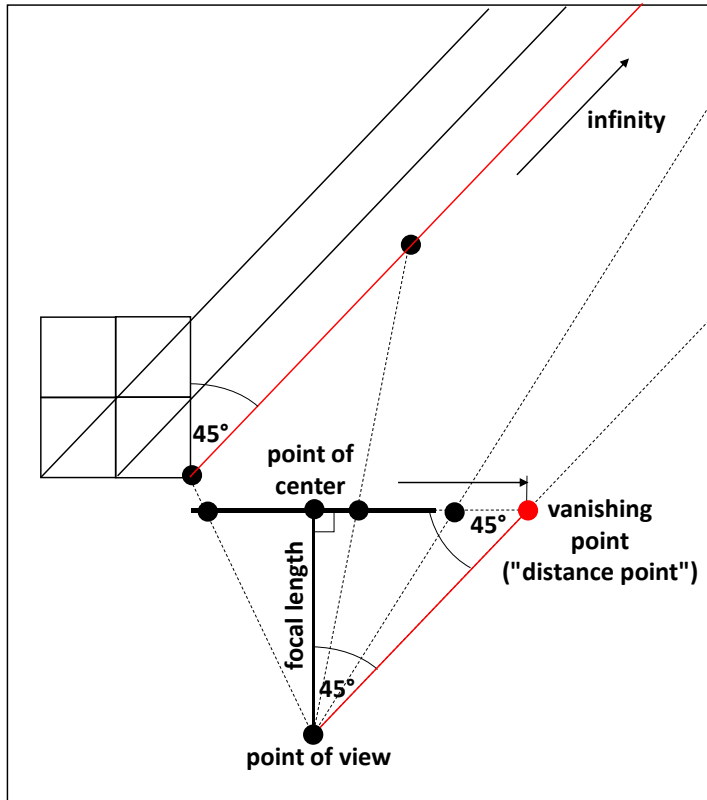 infinity
45°
point of
center
45°
vanishing
point
("distance point")
focal length
45°
point of view